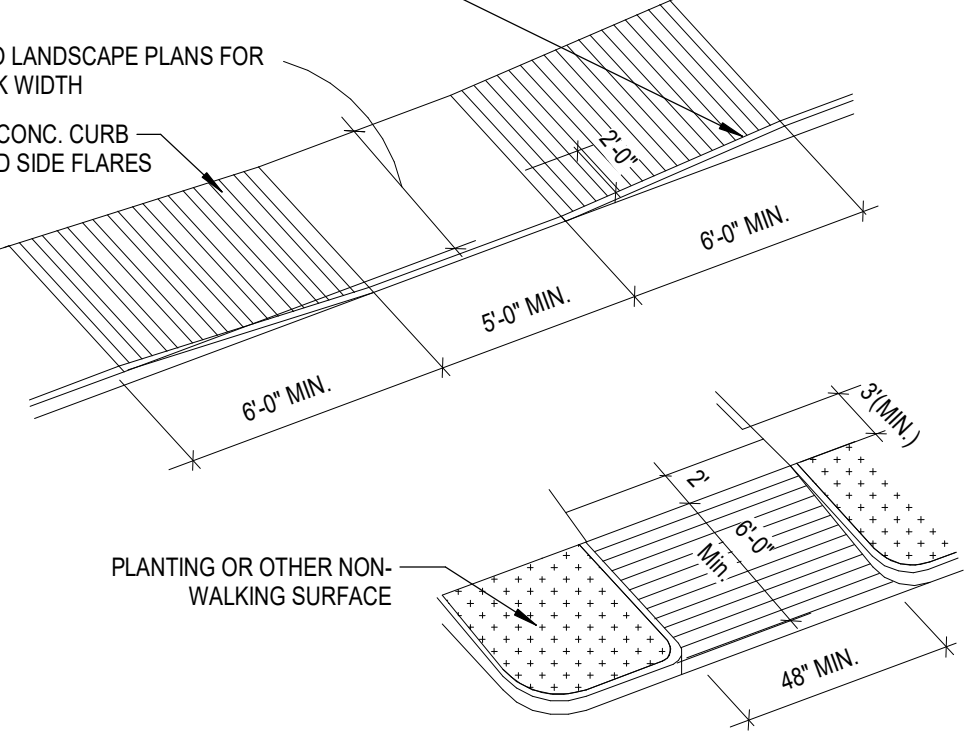 LANDSCAPE PLANS FOR
WIDTH
CONC. CURB
SIDE FLARES
2'-0"
6'-0" MIN.
5'-0" MIN.
6'-0" MIN.
3'(MIN.)
2'
6'-0"
Min.
PLANTING OR OTHER NON-
WALKING SURFACE
48" MIN.